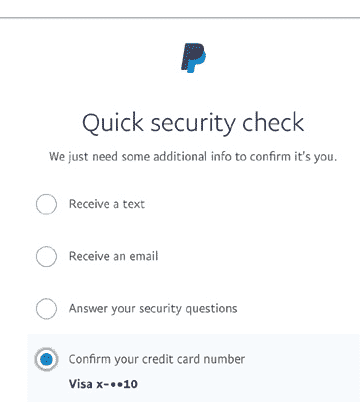 Quick security check
We just need some additional info to confirm it's you.
Receive a text
Receive an email
Answer your security questions
Confirm your credit card number
Visa x-••10